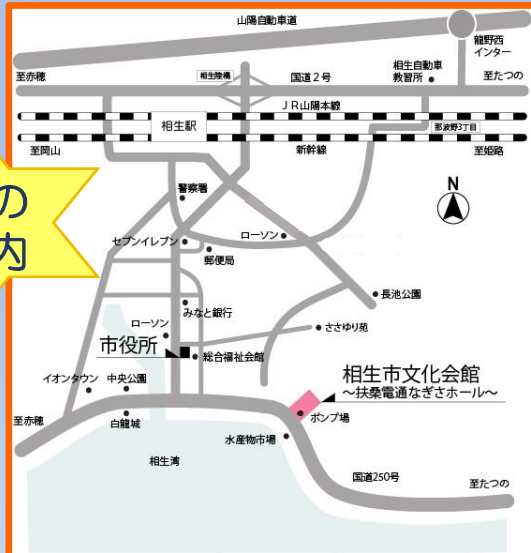 山陽自動車道
龍野西
インター
相生自動車
教習所
至赤穂
相生陸橋
国道2号
至たつの
JR山陽本線
相生駅
那波野3丁目
至岡山
新幹線
至姫路
の
内
警察署
N
セブンイレブン
ローソン
郵便局
長池公園
みなと銀行
ローソン
ささゆり苑
市役所
総合福祉会館
イオンタウン
中央公園
相生市文化会館
～扶桑電通なぎさホール～
ポンプ場
至赤穂
白龍城
水産物市場
相生湾
国道250号
至たつの